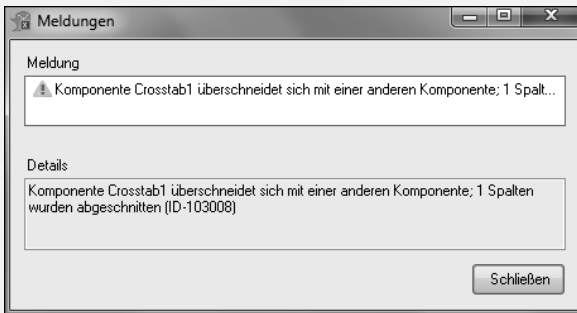 Meldungen
Meldung
Komponente Crosstab1 überschneidet sich mit einer anderen Komponente; 1 Spalt...
Details
Komponente Crosstab1 überschneidet sich mit einer anderen Komponente; 1 Spalten
wurden abgeschnitten (ID-103008)
Schließen